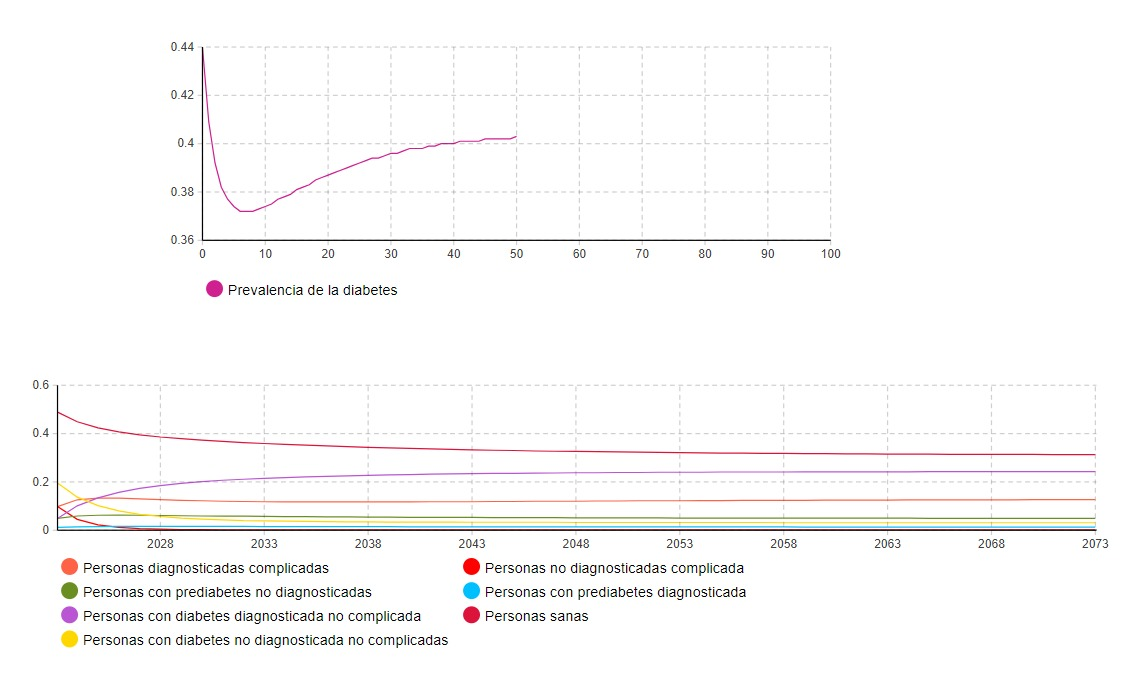 0.44
0.42
0.4
0.38
0.36
0 10 20 30 40 50 60 70 80 90 100
Prevalencia de la diabetes
0.6
0.4
0.2
0
2028 2033 2038 2043 2048 2053 2058 2063 2068 2073
Personas diagnosticadas complicadas
Personas no diagnosticadas complicada
Personas con prediabetes no diagnosticadas
Personas con prediabetes diagnosticada
Personas con diabetes diagnosticada no complicada
Personas sanas
Personas con diabetes no diagnosticada no complicadas